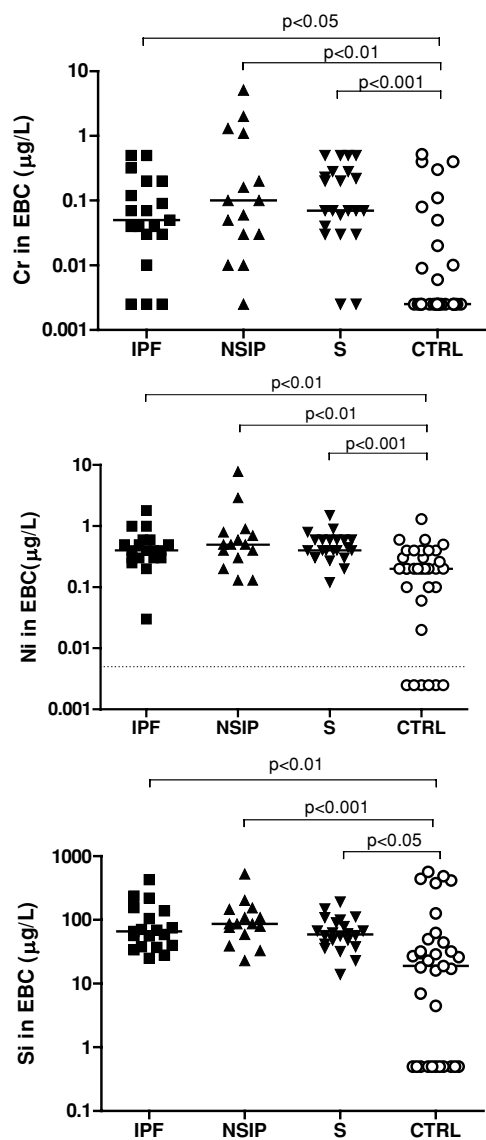 p<0.05
p<0.01
p<0.001
Cr in EBC (μg/L)
10
1
0.1
0.01
0.001
IPF NSIP S CTRL
p<0.01
p<0.01
p<0.001
Ni in EBC(μg/L)
10
1
0.1
0.01
0.001
IPF NSIP S CTRL
p<0.01
p<0.001
p<0.05
Si in EBC (μg/L)
1000
100
10
1
0.1
IPF NSIP S CTRL